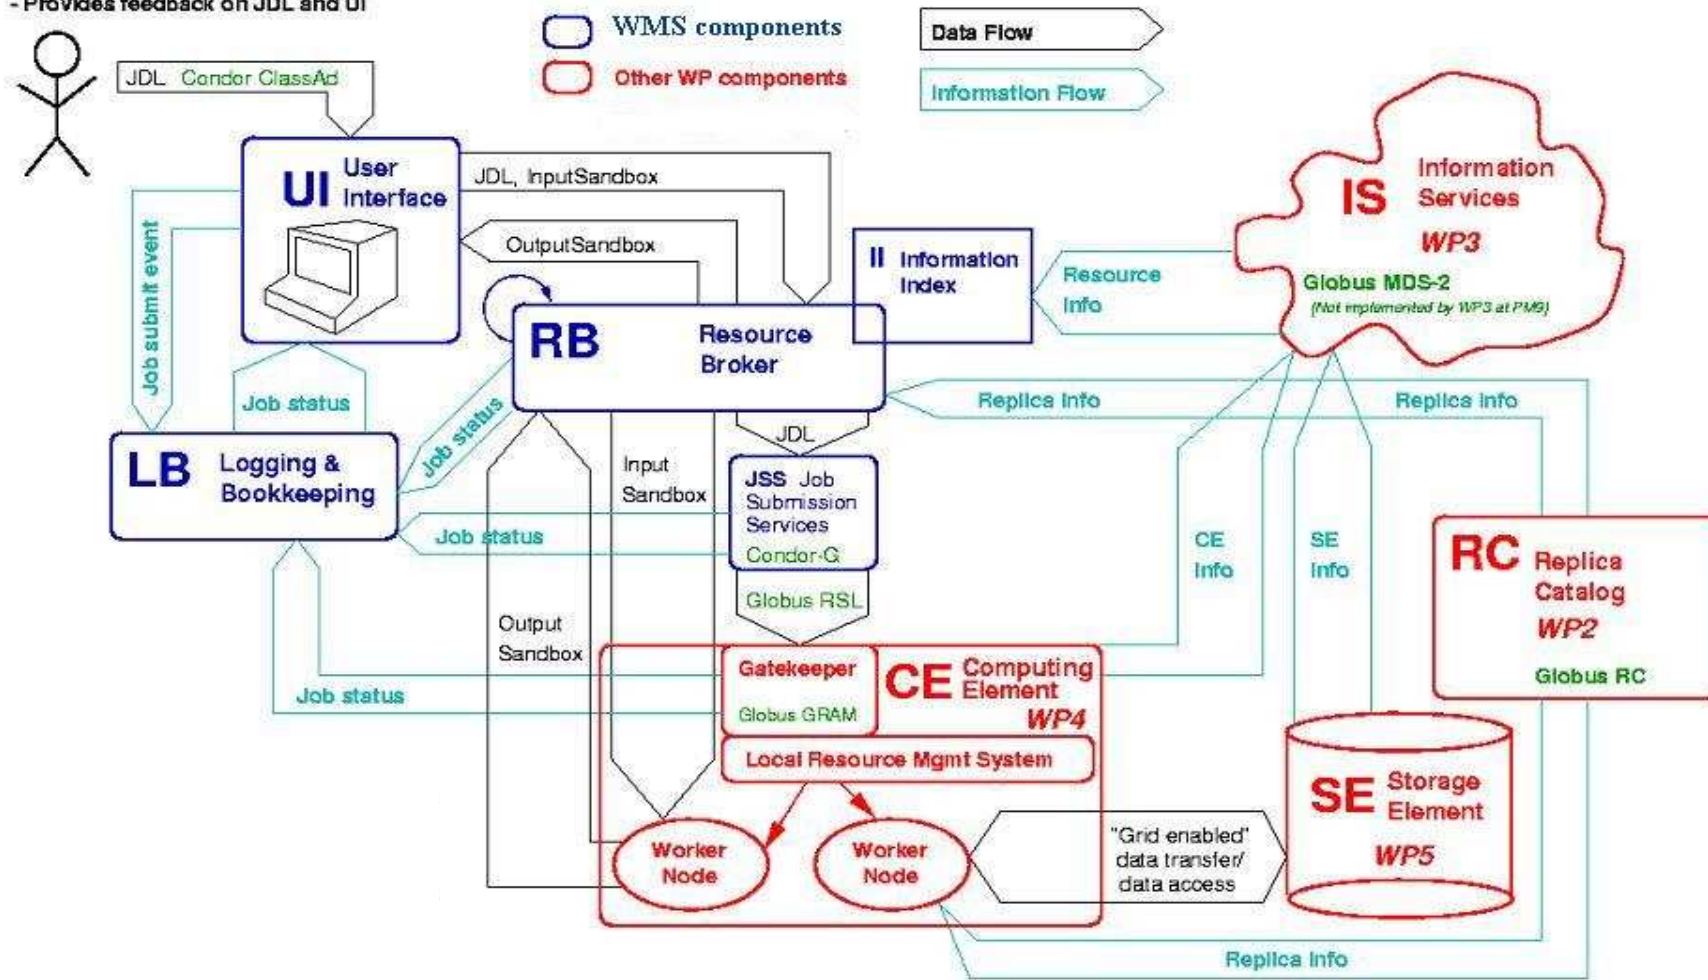 - Provides feedback on JDL and UI
JDL Condor ClassAd
WMS components
Other WP components
Data Flow
Information Flow
UI User
Interface
JDL, InputSandbox
OutputSandbox
Job submit event
Job status
II Information
Index
Resource
Info
IS Information
Services
WP3
Globus MDS-2
(Not implemented by WP3 at PM9)
RB Resource
Broker
Replica Info
Replica Info
LB Logging &
Bookkeeping
Job status
Input
Sandbox
JDL
JSS Job
Submission
Services
Condor-G
Job status
Globus RSL
CE
Info
SE
Info
RC Replica
Catalog
WP2
Globus RC
Output
Sandbox
Job status
Gatekeeper
Globus GRAM
CE Computing
Element
WP4
Local Resource Mgmt System
Worker
Node
Worker
Node
"Grid enabled"
data transfer/
data access
SE Storage
Element
WP5
Replica Info